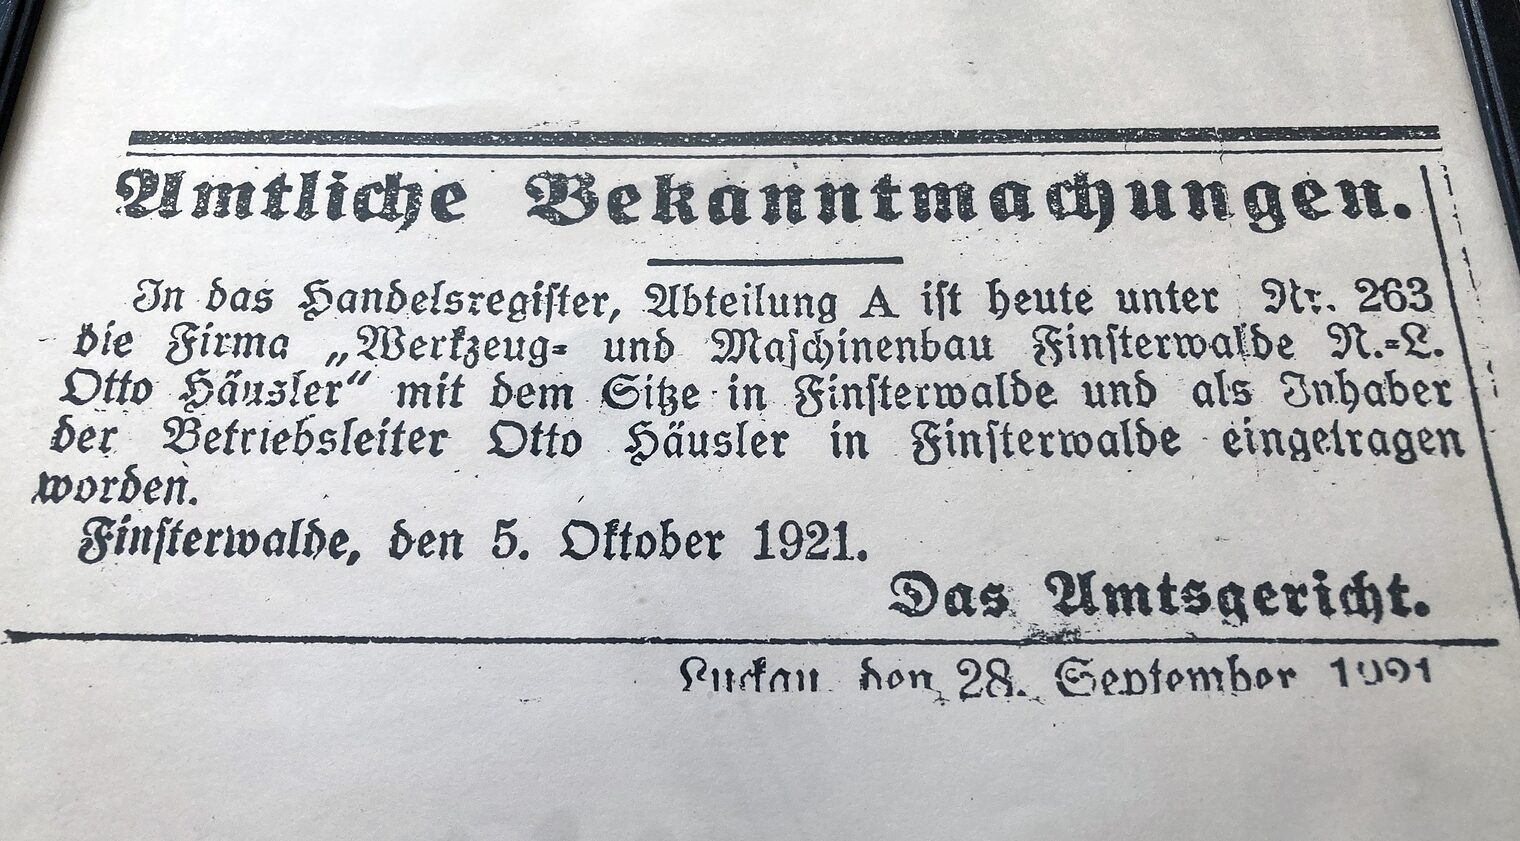 Amtliche Bekanntmachungen.
In das Handelsregister, Abteilung A ist heute unter Nr. 263
die Firma „Werkzeug- und Maschinenbau Finsterwalde N.-L.
Otto Häusler“ mit dem Sitze in Finsterwalde und als Inhaber
der Betriebsleiter Otto Häusler in Finsterwalde eingetragen
worden.
Finsterwalde, den 5. Oktober 1921.
Das Amtsgericht.
Luckau den 28. September 1921